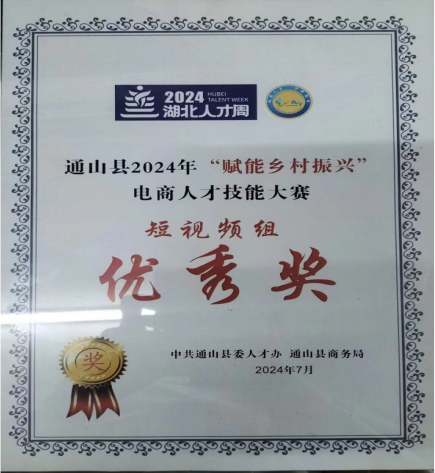 2024
HUBEI
TALENT WEEK
湖北人才周
通山县2024年“赋能乡村振兴”
电商人才技能大赛
短视频组
优秀奖
奖
中共通山县委人才办 通山县商务局
2024年7月